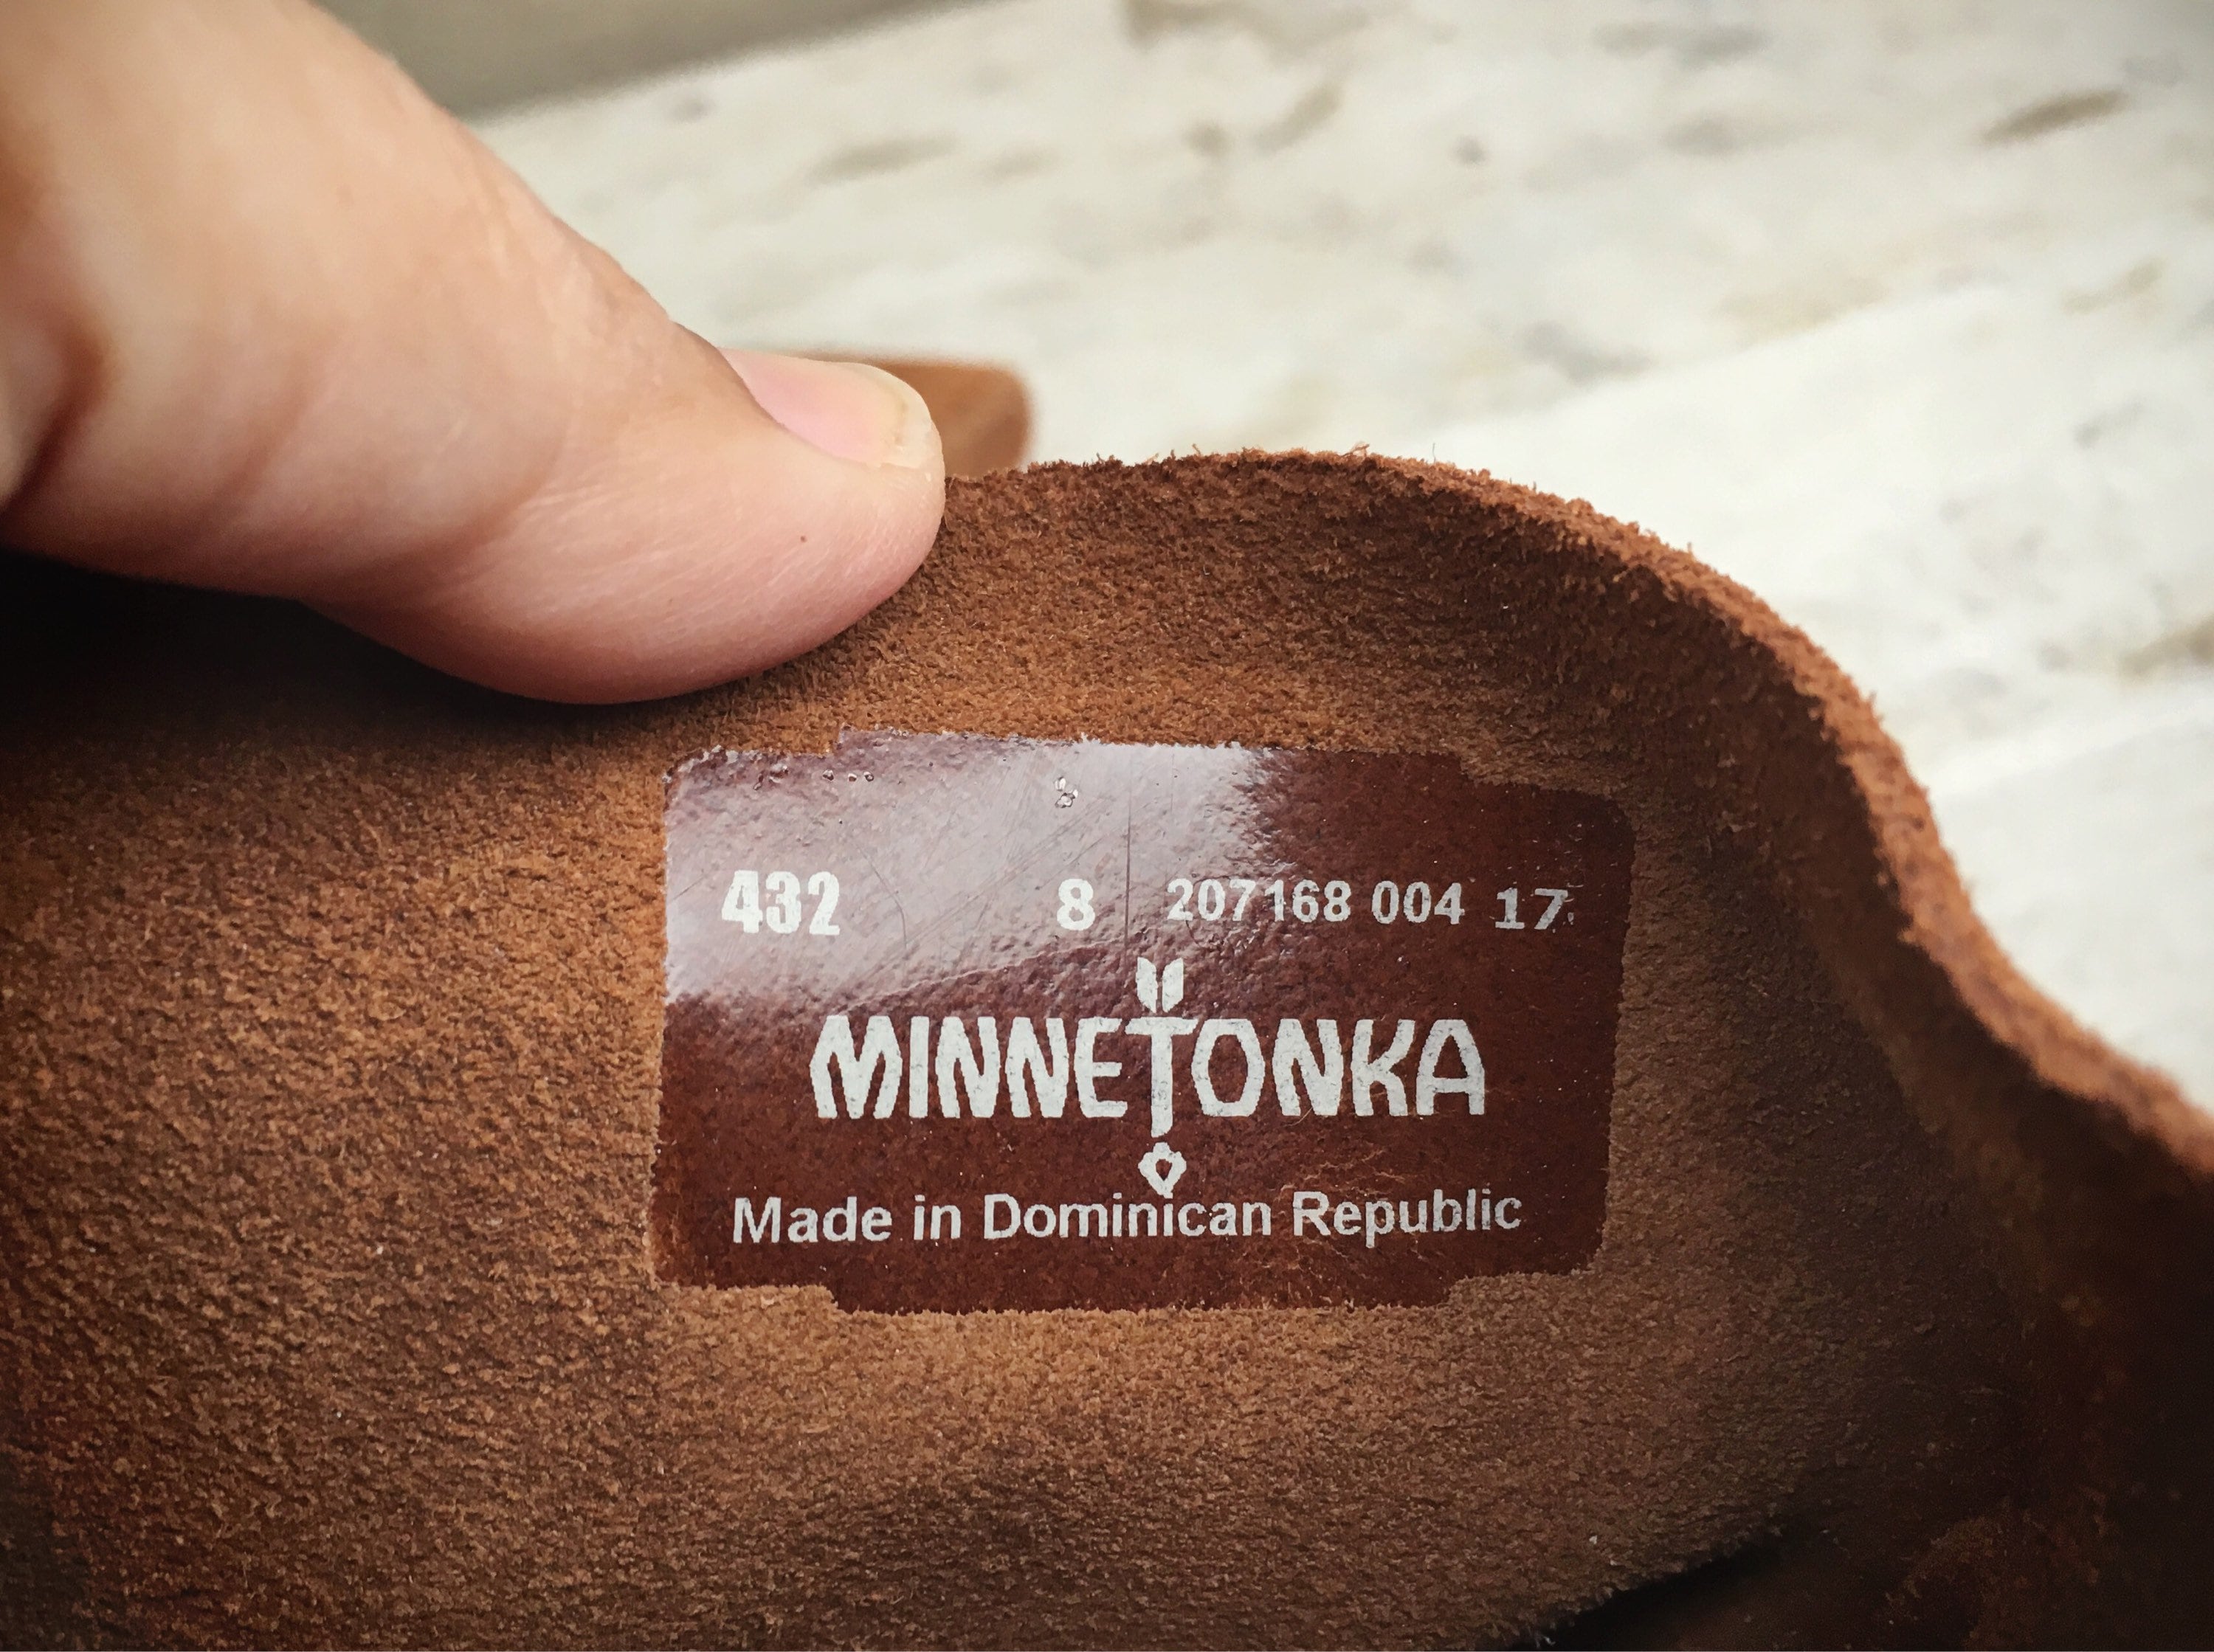 432 8 207168 004 17
MINNETONKA
Made in Dominican Republic